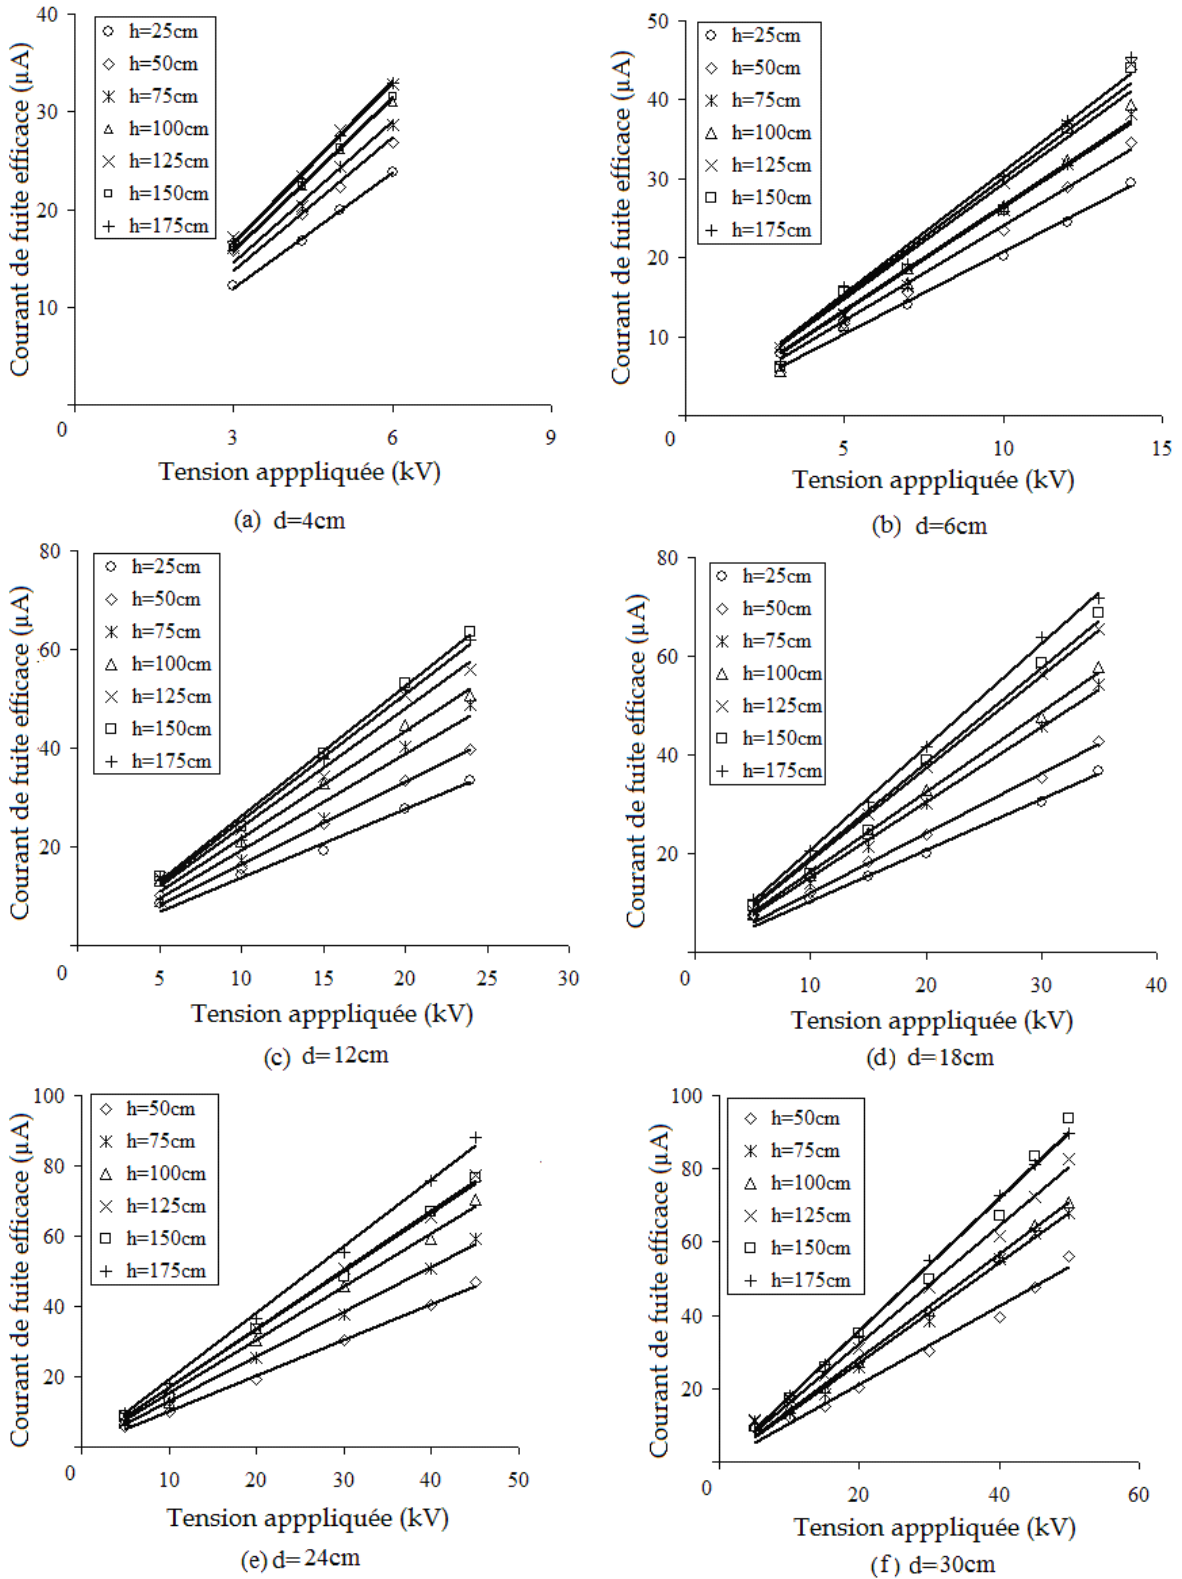 Courant de fuite efficace (µA)
40
30
20
10
0
3
6
9
h=25cm
h=50cm
h=75cm
h=100cm
h=125cm
h=150cm
h=175cm
Tension apppliquée (kV)
(a) d=4cm
Courant de fuite efficace (µA)
50
40
30
20
10
0
5
10
15
h=25cm
h=50cm
h=75cm
h=100cm
h=125cm
h=150cm
h=175cm
Tension apppliquée (kV)
(b) d=6cm
Courant de fuite efficace (µA)
80
60
40
20
0
5
10
15
20
25
30
h=25cm
h=50cm
h=75cm
h=100cm
h=125cm
h=150cm
h=175cm
Tension apppliquée (kV)
(c) d=12cm
Courant de fuite efficace (µA)
80
60
40
20
0
10
20
30
40
h=25cm
h=50cm
h=75cm
h=100cm
h=125cm
h=150cm
h=175cm
Tension apppliquée (kV)
(d) d=18cm
Courant de fuite efficace (µA)
100
80
60
40
20
0
10
20
30
40
50
h=50cm
h=75cm
h=100cm
h=125cm
h=150cm
h=175cm
Tension apppliquée (kV)
(e) d=24cm
Courant de fuite efficace (µA)
100
80
60
40
20
0
20
40
60
h=50cm
h=75cm
h=100cm
h=125cm
h=150cm
h=175cm
Tension apppliquée (kV)
(f) d=30cm